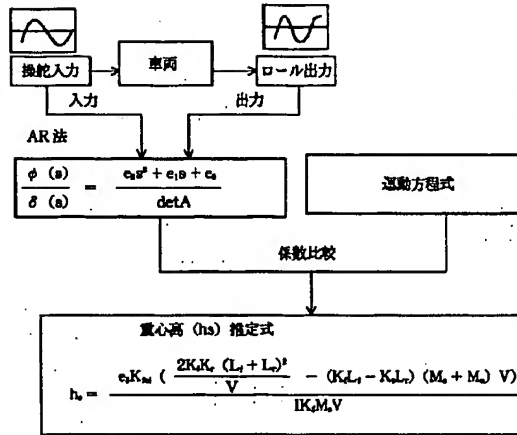 操舵入力
車両
ロール出力
入力
出力
AR法
φ (s) / δ (s) = e₂s² + e₁s + e₀ / detA
運動方程式
係数比較
重心高 (hs) 推定式